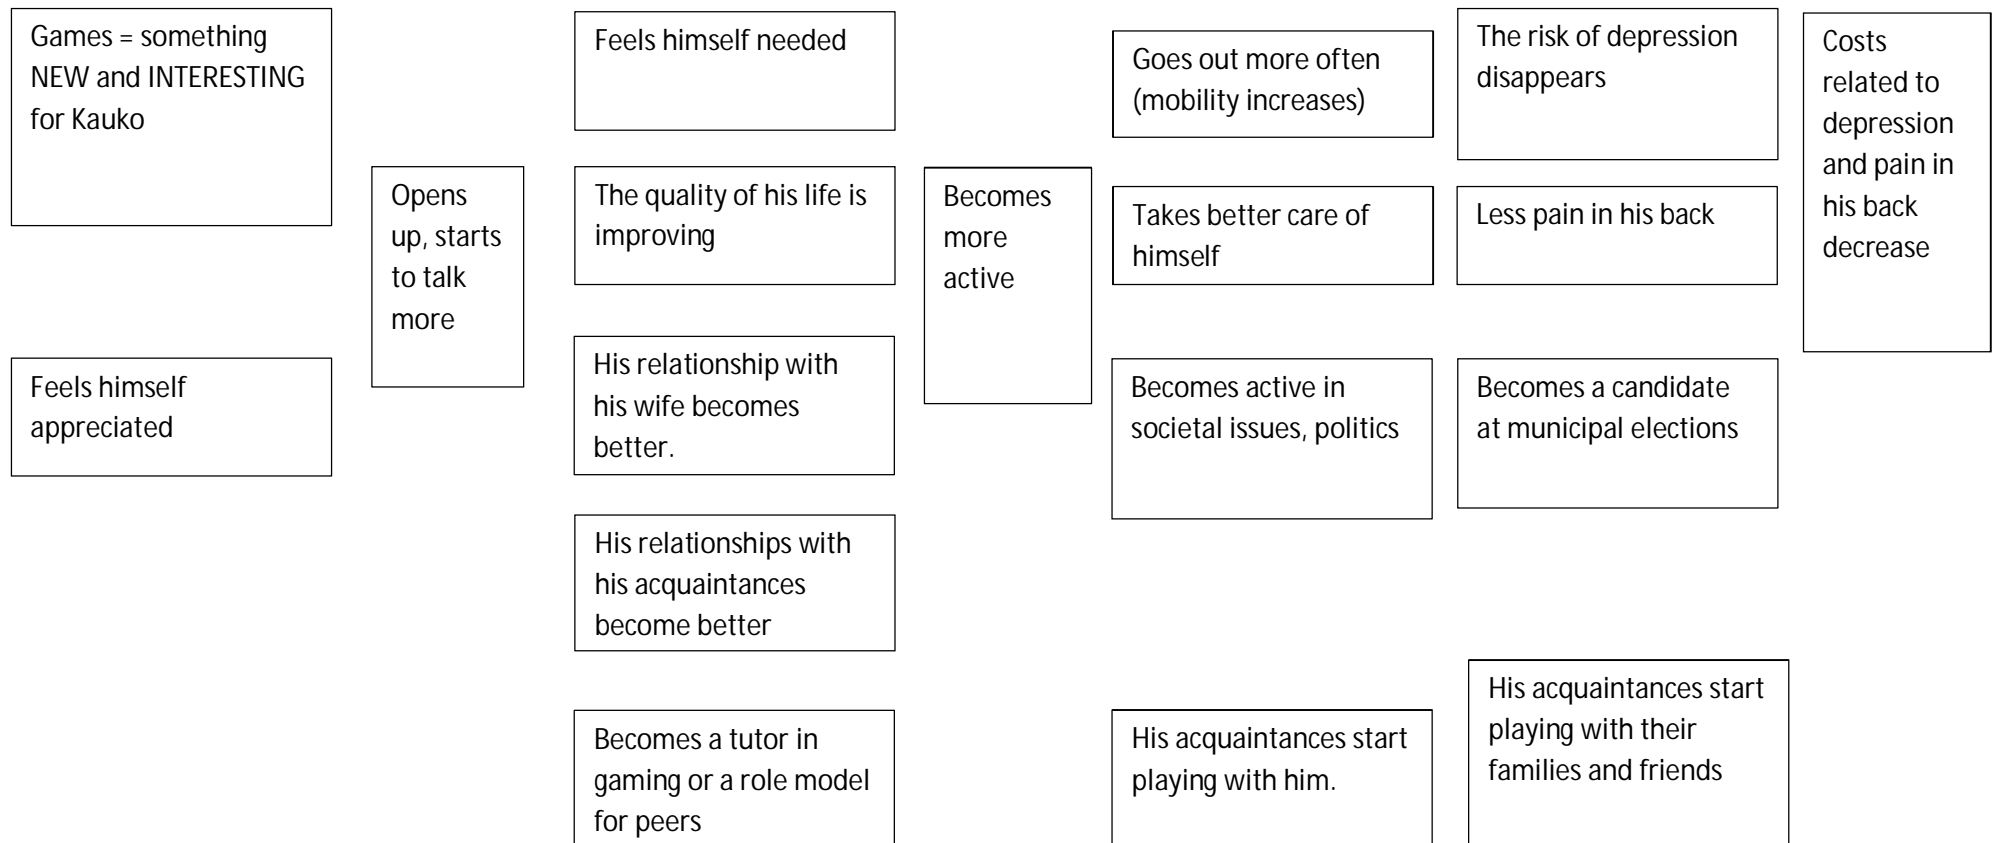 Games = something
NEW and INTERESTING
for Kauko
Feels himself
appreciated
Opens
up, starts
to talk
more
Feels himself needed
The quality of his life is
improving
His relationship with
his wife becomes
better.
His relationships with
his acquaintances
become better
Becomes a tutor in
gaming or a role model
for peers
Becomes
more
active
Goes out more often
(mobility increases)
Takes better care of
himself
Becomes active in
societal issues, politics
His acquaintances start
playing with him.
The risk of depression
disappears
Less pain in his back
Becomes a candidate
at municipal elections
His acquaintances start
playing with their
families and friends
Costs
related to
depression
and pain in
his back
decrease